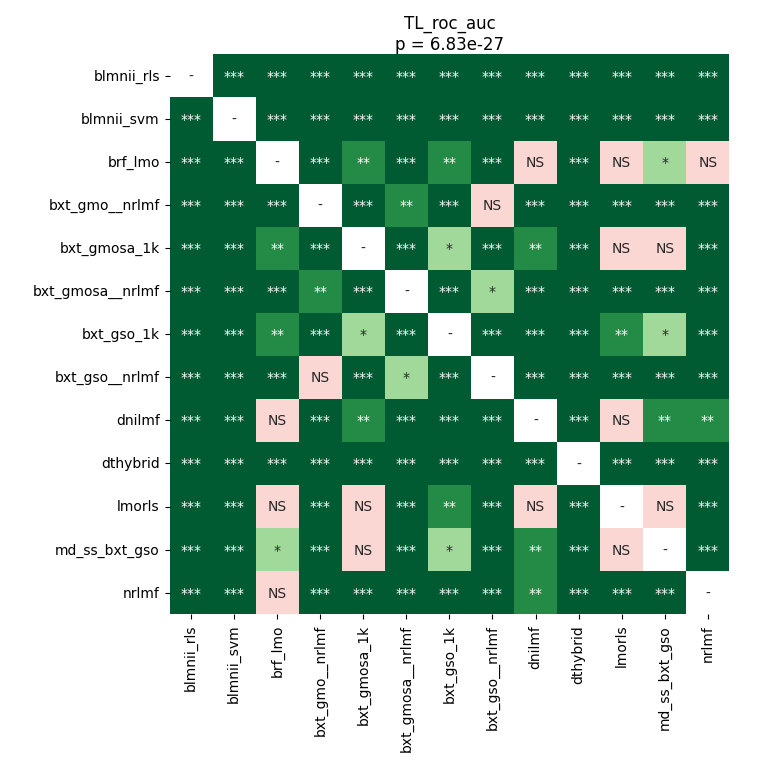 TL_roc_auc
p = 6.83e-27
blmnii_rls - *** *** *** *** *** *** *** *** *** *** *** ***
blmnii_svm *** - *** *** *** *** *** *** *** *** *** *** ***
brf_lmo *** *** - *** ** *** ** *** NS *** NS * NS
bxt_gmo__nrlmf *** *** *** - *** ** *** NS *** *** *** *** ***
bxt_gmosa_1k *** *** ** *** - *** * *** ** *** NS NS ***
bxt_gmosa__nrlmf *** *** *** ** *** - *** * *** *** *** *** ***
bxt_gso_1k *** *** ** *** * *** - *** *** *** ** * ***
bxt_gso__nrlmf *** *** *** NS *** * *** - *** *** *** *** ***
dnilmf *** *** NS *** ** *** *** *** - *** NS ** **
dthybrid *** *** *** *** *** *** *** *** *** - *** *** ***
lmorls *** *** NS *** NS *** ** *** NS *** - NS ***
md_ss_bxt_gso *** *** * *** NS *** * *** ** *** NS - ***
nrlmf *** *** NS *** *** *** *** *** ** *** *** *** -
blmnii_rls
blmnii_svm
brf_lmo
bxt_gmo__nrlmf
bxt_gmosa_1k
bxt_gmosa__nrlmf
bxt_gso_1k
bxt_gso__nrlmf
dnilmf
dthybrid
lmorls
md_ss_bxt_gso
nrlmf